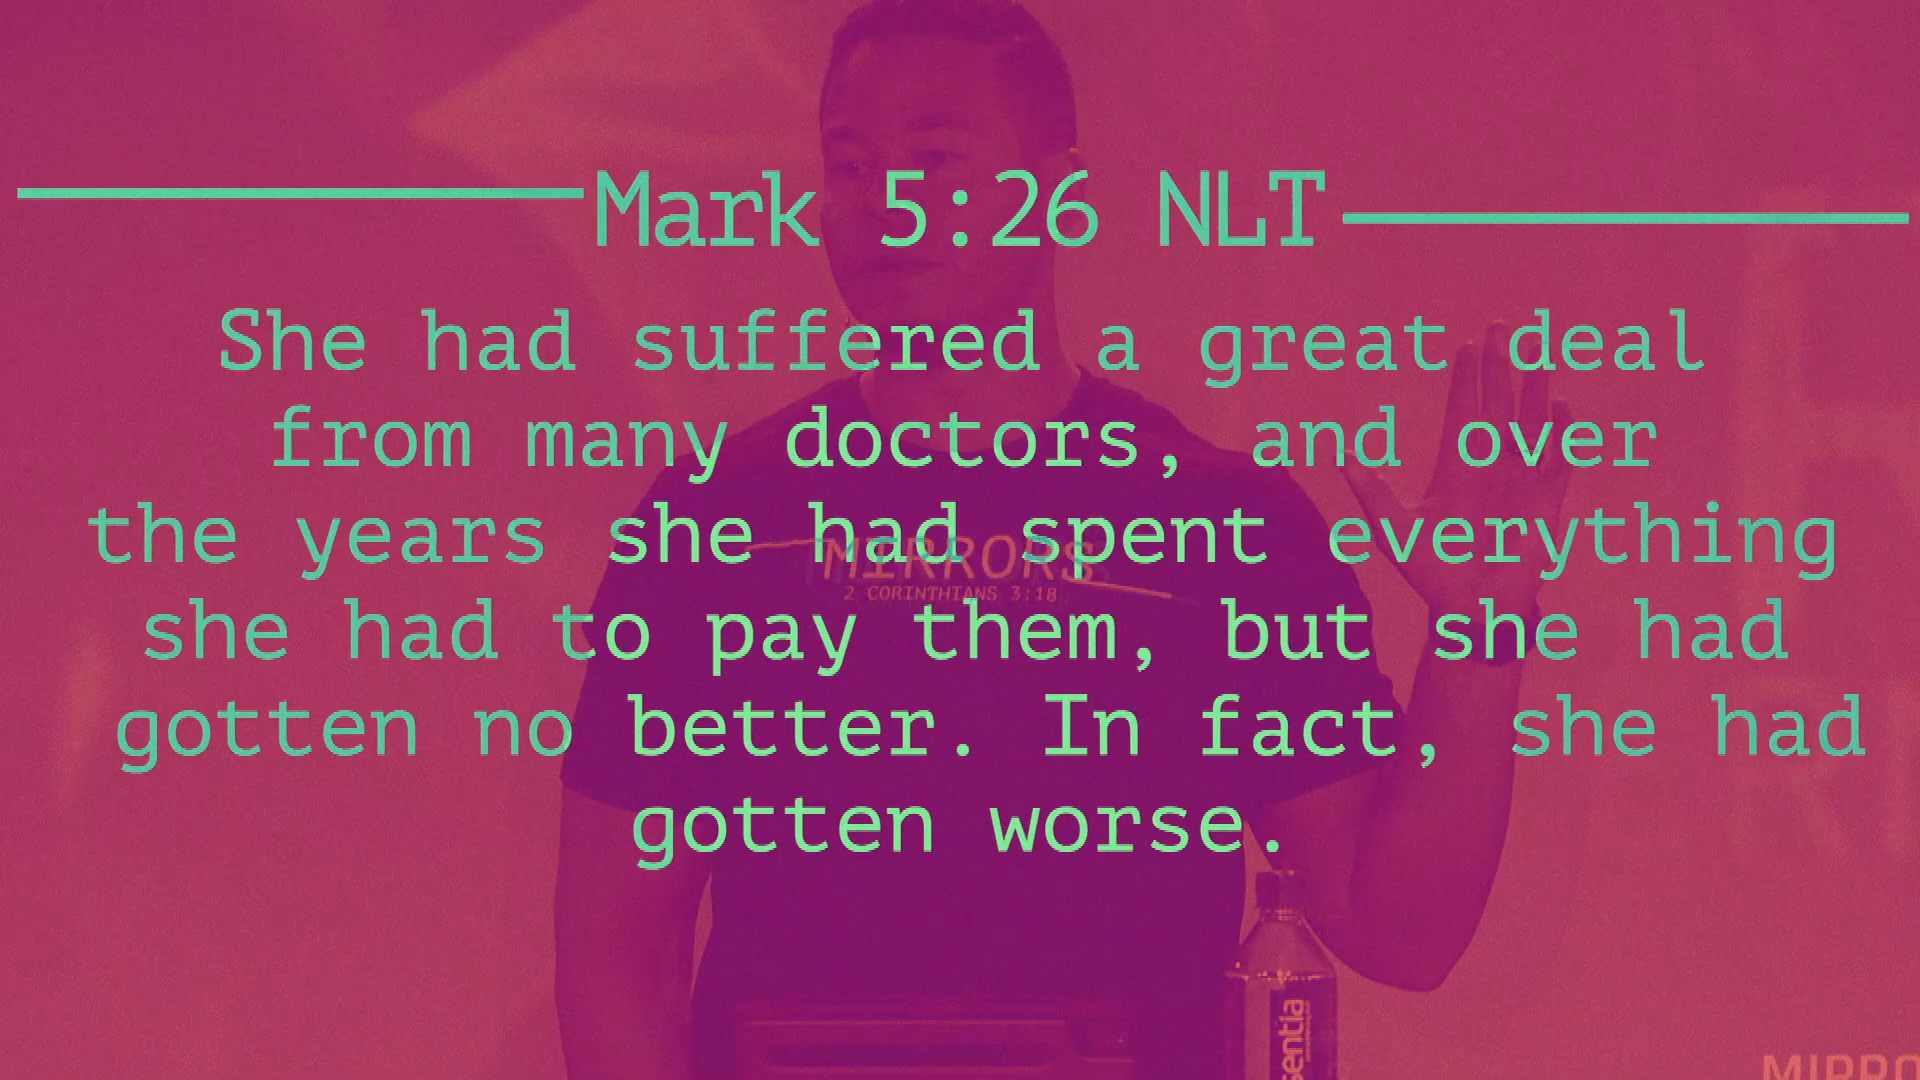 Mark 5:26 NLT
She had suffered a great deal
from many doctors, and over
the years she had spent everything
she had to pay them, but she had
gotten no better. In fact, she had
gotten worse.
MIRRORS
2 CORINTHIANS 3:18
sentia
MIRRO